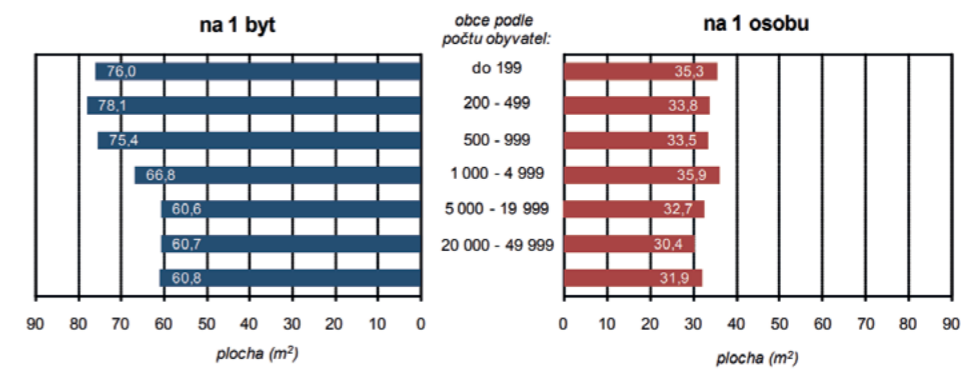 na 1 byt
obce podle
počtu obyvatel:
na 1 osobu
76,0
do 199
35,3
78,1
200 - 499
33,8
75,4
500 - 999
33,5
66,8
1 000 - 4 999
35,9
60,6
5 000 - 19 999
32,7
60,7
20 000 - 49 999
30,4
60,8
31,9
90 80 70 60 50 40 30 20 10 0
0 10 20 30 40 50 60 70 80 90
plocha (m²)
plocha (m²)